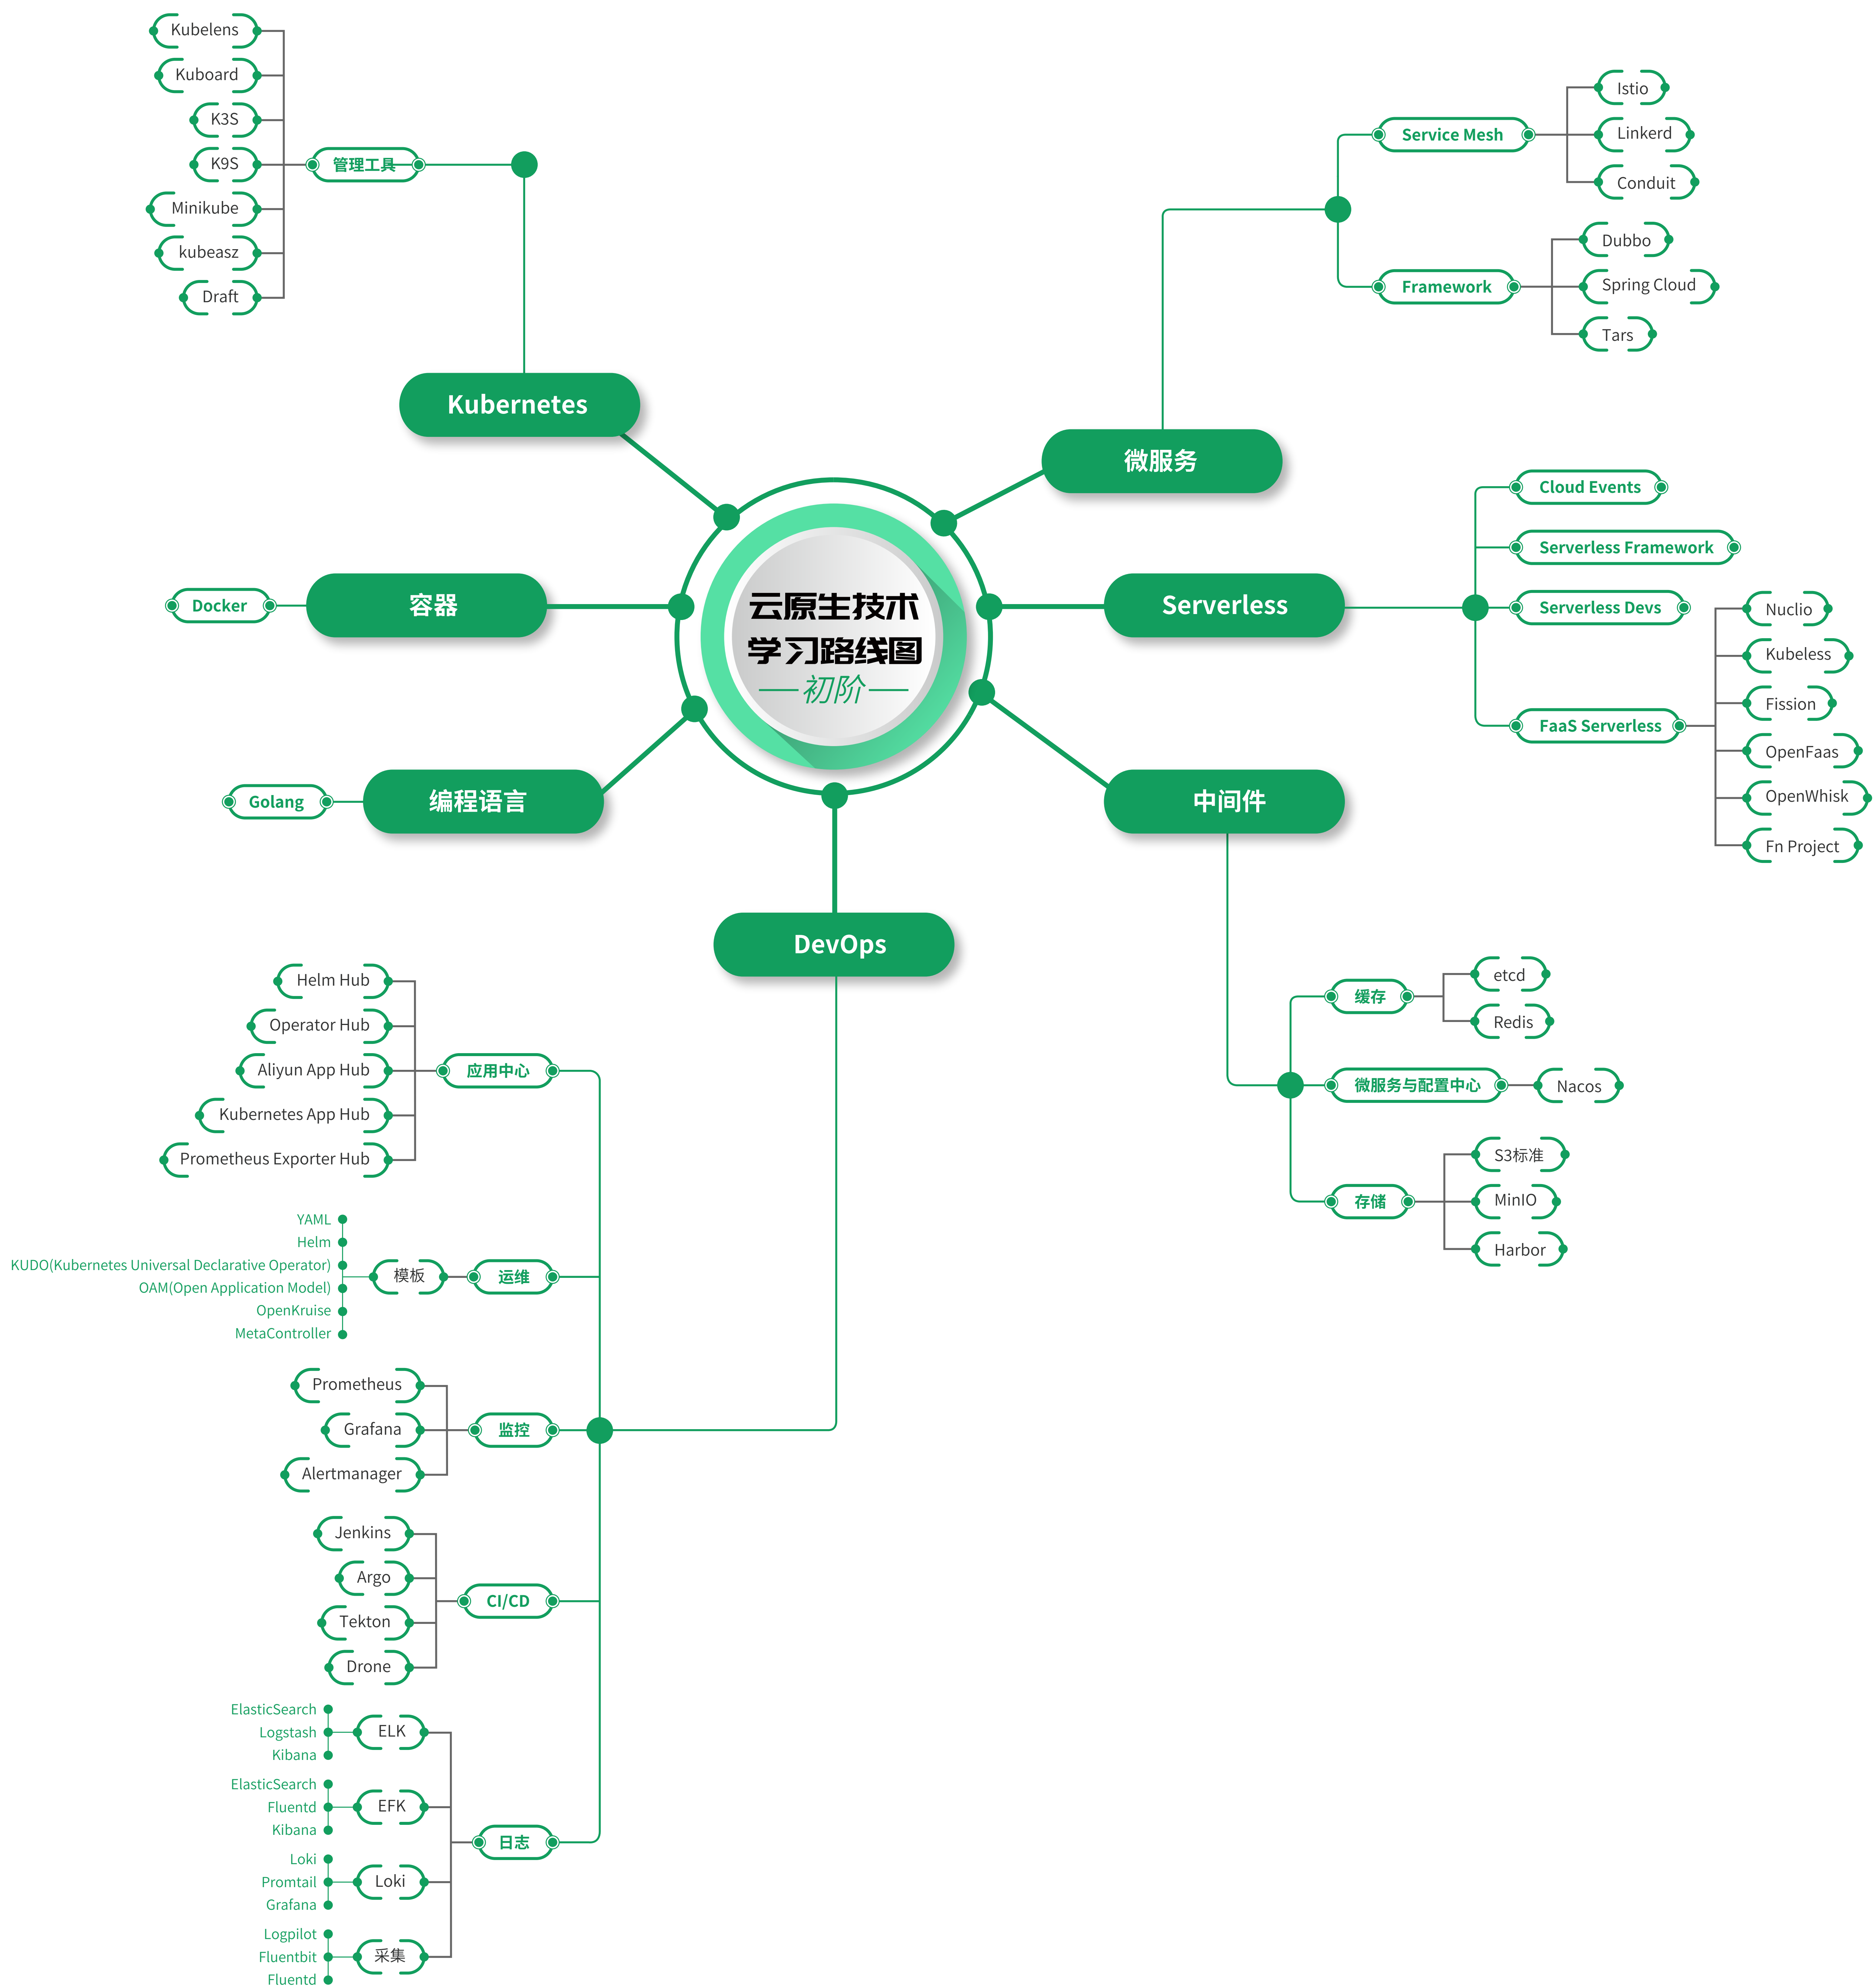 云原生技术
学习路线图
初阶
Kubernetes
管理工具
Kubelens
Kuboard
K3S
K9S
Minikube
kubeasz
Draft
微服务
Service Mesh
Istio
Linkerd
Conduit
Framework
Dubbo
Spring Cloud
Tars
容器
Docker
Serverless
Cloud Events
Serverless Framework
Serverless Devs
FaaS Serverless
Nuclio
Kubeless
Fission
OpenFaas
OpenWhisk
Fn Project
编程语言
Golang
中间件
缓存
etcd
Redis
微服务与配置中心
Nacos
存储
S3标准
MinIO
Harbor
DevOps
应用中心
Helm Hub
Operator Hub
Aliyun App Hub
Kubernetes App Hub
Prometheus Exporter Hub
运维
模板
YAML
Helm
KUDO(Kubernetes Universal Declarative Operator)
OAM(Open Application Model)
OpenKruise
MetaController
监控
Prometheus
Grafana
Alertmanager
CI/CD
Jenkins
Argo
Tekton
Drone
日志
ELK
ElasticSearch
Logstash
Kibana
EFK
ElasticSearch
Fluentd
Kibana
Loki
Loki
Promtail
Grafana
采集
Logpilot
Fluentbit
Fluentd